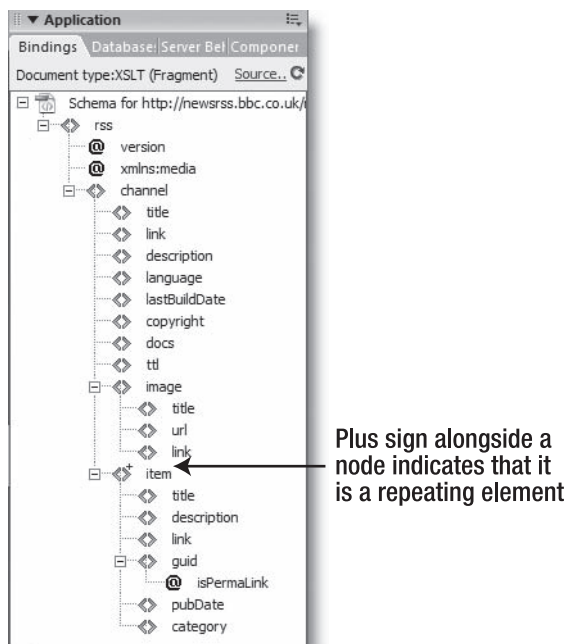 Application
Bindings Database Server Bel Componer
Document type:XSLT (Fragment) Source..
Schema for http://newsrss.bbc.co.uk/
rss
@ version
@ xmlns:media
channel
title
link
description
language
lastBuildDate
copyright
docs
ttl
image
title
url
link
item
title
description
link
guid
@ isPermaLink
pubDate
category
Plus sign alongside a
node indicates that it
is a repeating element